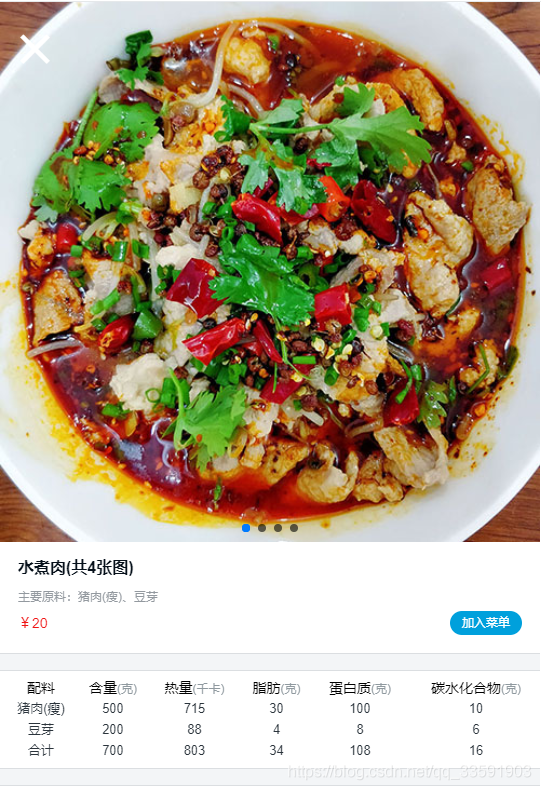 水煮肉(共4张图)
主要原料：猪肉(瘦)、豆芽
￥20
加入菜单
配料 含量(克) 热量(千卡) 脂肪(克) 蛋白质(克) 碳水化合物(克)
猪肉(瘦) 500 715 30 100 10
豆芽 200 88 4 8 6
合计 700 803 34 108 16
https://blog.csdn.net/qq_33591903